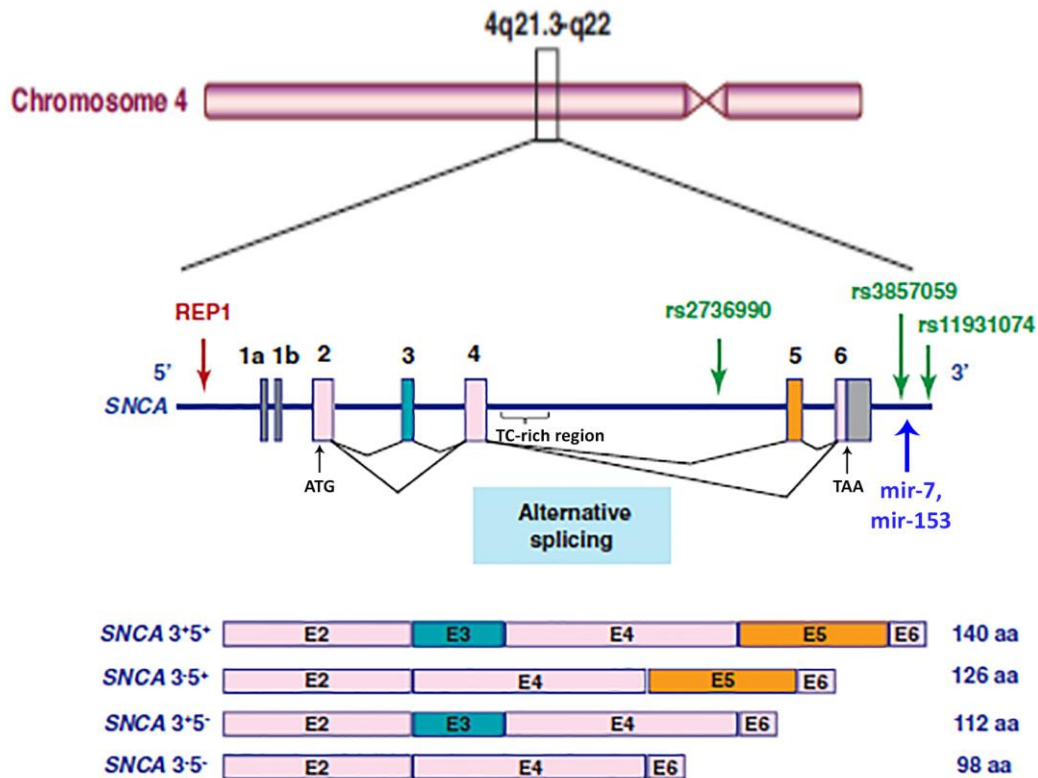 4q21.3-q22
Chromosome 4
rs3857059
REP1
rs2736990
rs11931074
1a 1b 2 3 4 5 6
5’
3’
SNCA
TC-rich region
ATG
TAA
mir-7,
mir-153
Alternative
splicing
SNCA 3+5+ E2 E3 E4 E5 E6 140 aa
SNCA 3-5+ E2 E4 E5 E6 126 aa
SNCA 3+5- E2 E3 E4 E6 112 aa
SNCA 3-5- E2 E4 E6 98 aa